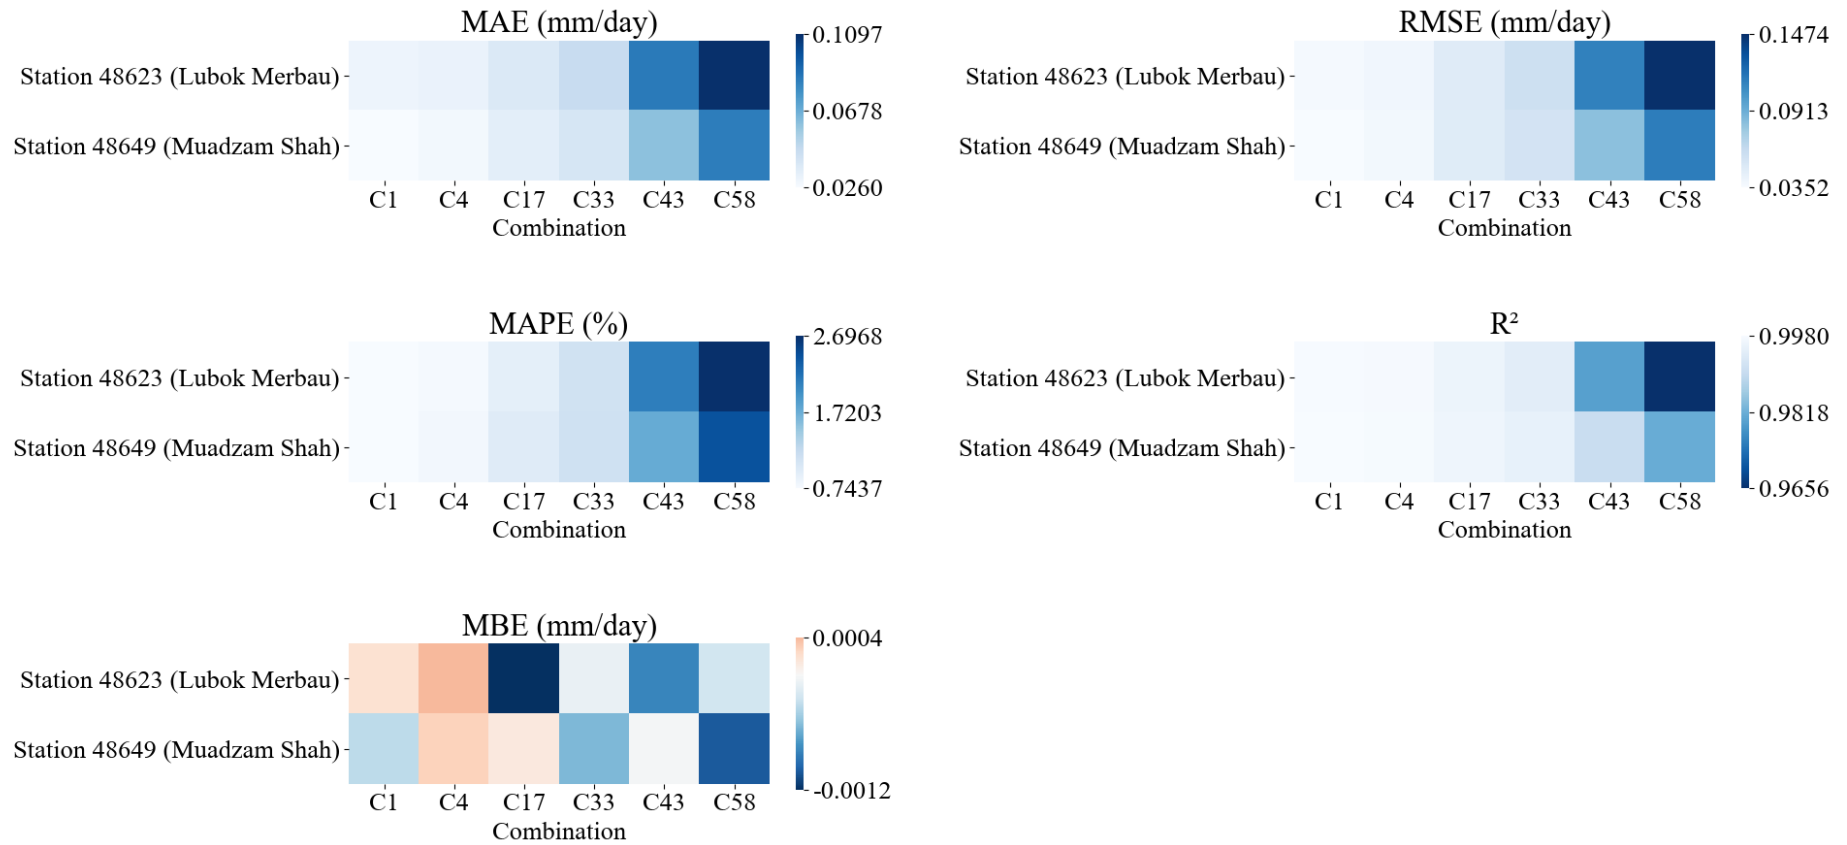 MAE (mm/day)
Station 48623 (Lubok Merbau)
Station 48649 (Muadzam Shah)
C1 C4 C17 C33 C43 C58
Combination
0.1097
0.0678
0.0260
RMSE (mm/day)
Station 48623 (Lubok Merbau)
Station 48649 (Muadzam Shah)
C1 C4 C17 C33 C43 C58
Combination
0.1474
0.0913
0.0352
MAPE (%)
Station 48623 (Lubok Merbau)
Station 48649 (Muadzam Shah)
C1 C4 C17 C33 C43 C58
Combination
2.6968
1.7203
0.7437
R²
Station 48623 (Lubok Merbau)
Station 48649 (Muadzam Shah)
C1 C4 C17 C33 C43 C58
Combination
0.9980
0.9818
0.9656
MBE (mm/day)
Station 48623 (Lubok Merbau)
Station 48649 (Muadzam Shah)
C1 C4 C17 C33 C43 C58
Combination
0.0004
-0.0012